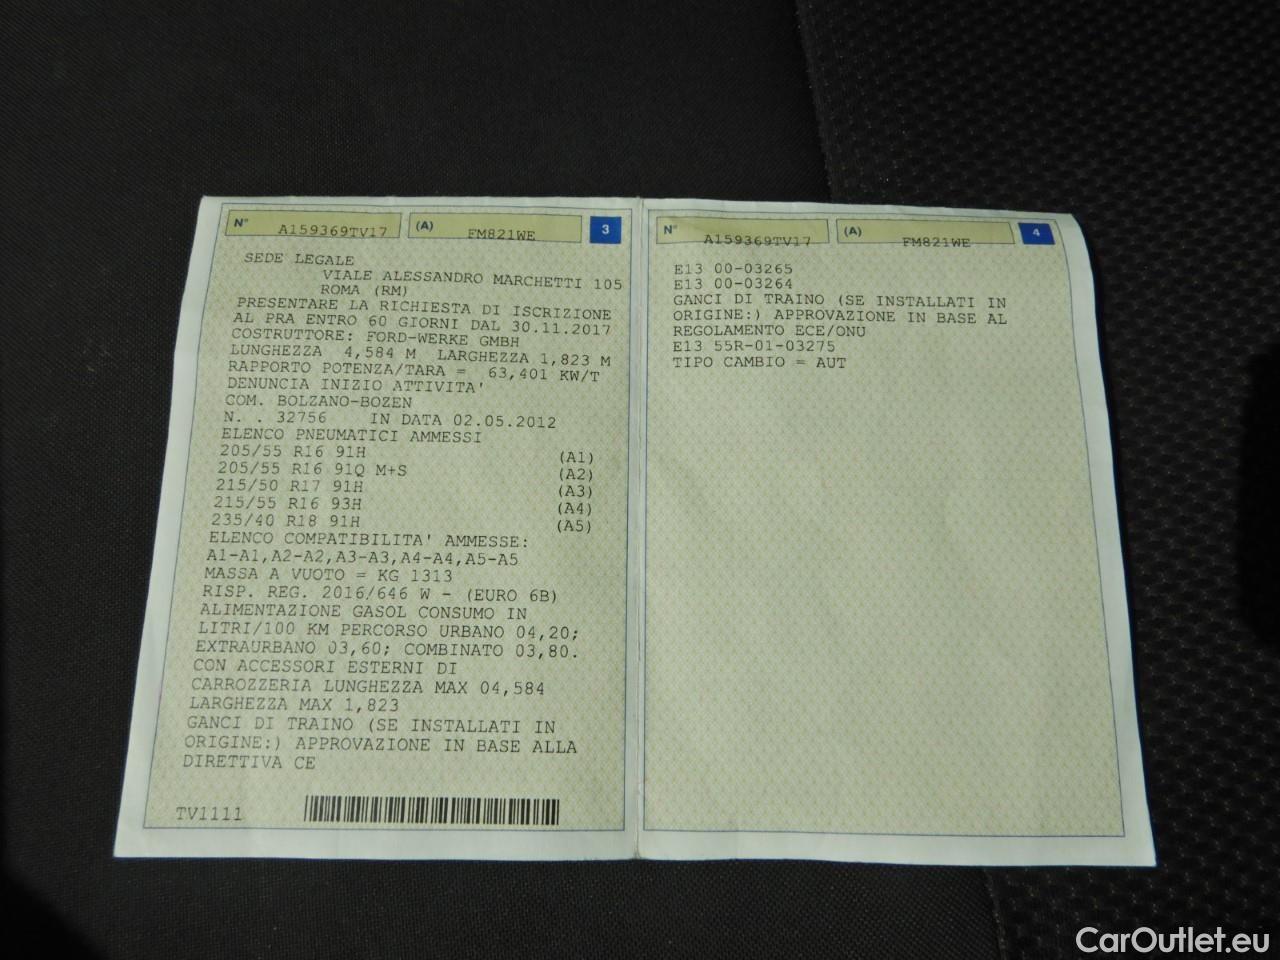 N° A159369TV17 (A) FM821WE 3
SEDE LEGALE
VIALE ALESSANDRO MARCHETTI 105
ROMA (RM)
PRESENTARE LA RICHIESTA DI ISCRIZIONE
AL PRA ENTRO 60 GIORNI DAL 30.11.2017
COSTRUTTORE: FORD-WERKE GMBH
LUNGHEZZA 4,584 M LARGHEZZA 1,823 M
RAPPORTO POTENZA/TARA = 63,401 KW/T
DENUNCIA INIZIO ATTIVITA'
COM. BOLZANO-BOZEN
N. . 32756 IN DATA 02.05.2012
ELENCO PNEUMATICI AMMESSI
205/55 R16 91H (A1)
205/55 R16 91Q M+S (A2)
215/50 R17 91H (A3)
215/55 R16 93H (A4)
235/40 R18 91H (A5)
ELENCO COMPATIBILITA' AMMESSE:
A1-A1,A2-A2,A3-A3,A4-A4,A5-A5
MASSA A VUOTO = KG 1313
RISP. REG. 2016/646 W - (EURO 6B)
ALIMENTAZIONE GASOL CONSUMO IN
LITRI/100 KM PERCORSO URBANO 04,20;
EXTRAURBANO 03,60; COMBINATO 03,80.
CON ACCESSORI ESTERNI DI
CARROZZERIA LUNGHEZZA MAX 04,584
LARGHEZZA MAX 1,823
GANCI DI TRAINO (SE INSTALLATI IN
ORIGINE:) APPROVAZIONE IN BASE ALLA
DIRETTIVA CE
TV1111
N° A159369TV17 (A) FM821WE 4
E13 00-03265
E13 00-03264
GANCI DI TRAINO (SE INSTALLATI IN
ORIGINE:) APPROVAZIONE IN BASE AL
REGOLAMENTO ECE/ONU
E13 55R-01-03275
TIPO CAMBIO = AUT
CarOutlet.eu